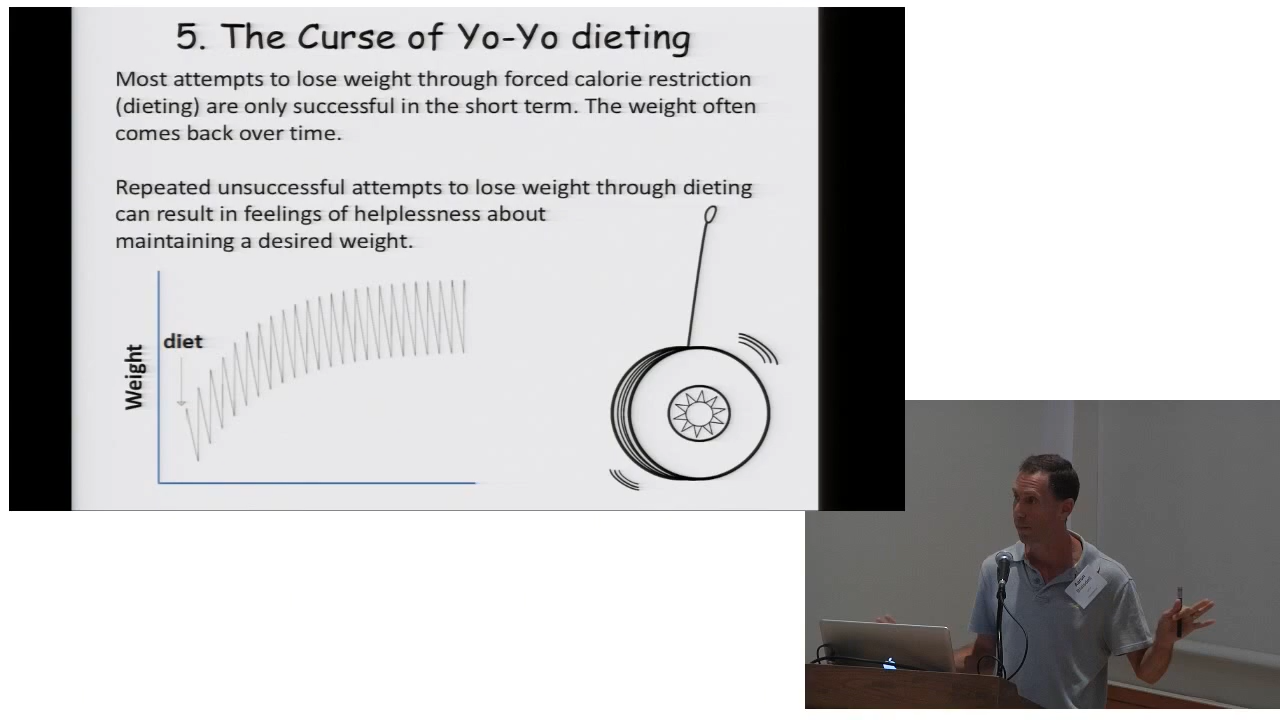 5. The Curse of Yo-Yo dieting
Most attempts to lose weight through forced calorie restriction
(dieting) are only successful in the short term. The weight often
comes back over time.
Repeated unsuccessful attempts to lose weight through dieting
can result in feelings of helplessness about
maintaining a desired weight.
diet
Weight
Aaron